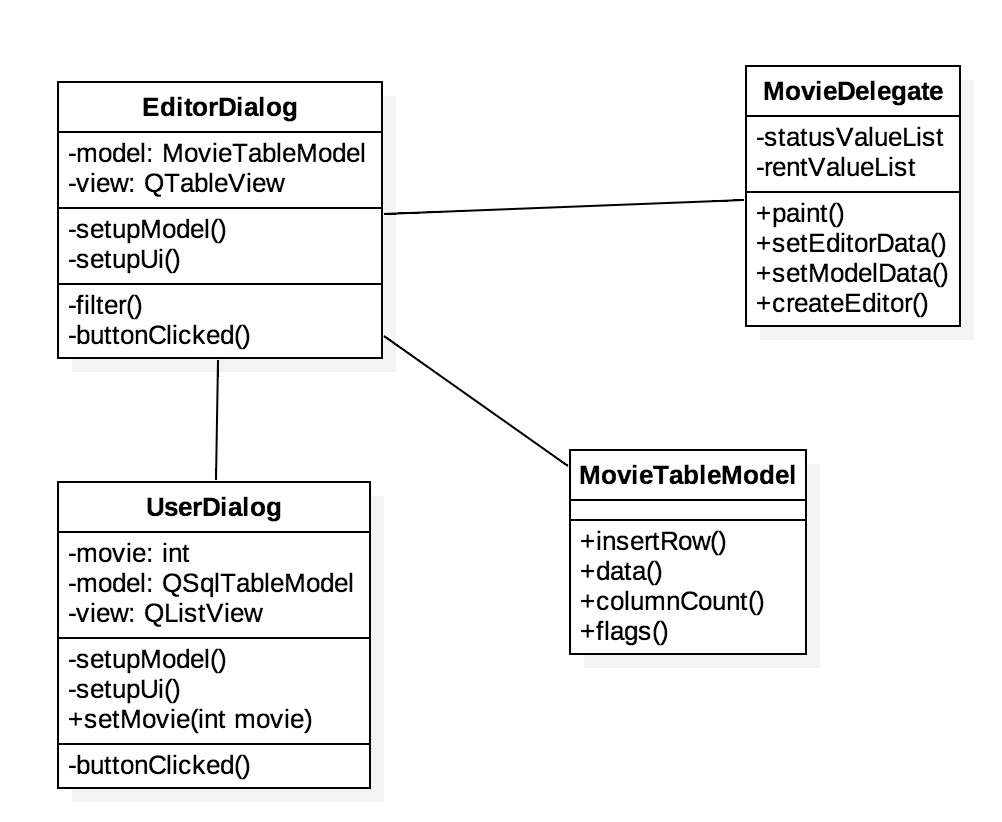 EditorDialog
-model: MovieTableModel
-view: QTableView
-setupModel()
-setupUi()
-filter()
-buttonClicked()
MovieDelegate
-statusValueList
-rentValueList
+paint()
+setEditorData()
+setModelData()
+createEditor()
UserDialog
-movie: int
-model: QSqlTableModel
-view: QListView
-setupModel()
-setupUi()
+setMovie(int movie)
-buttonClicked()
MovieTableModel
+insertRow()
+data()
+columnCount()
+flags()